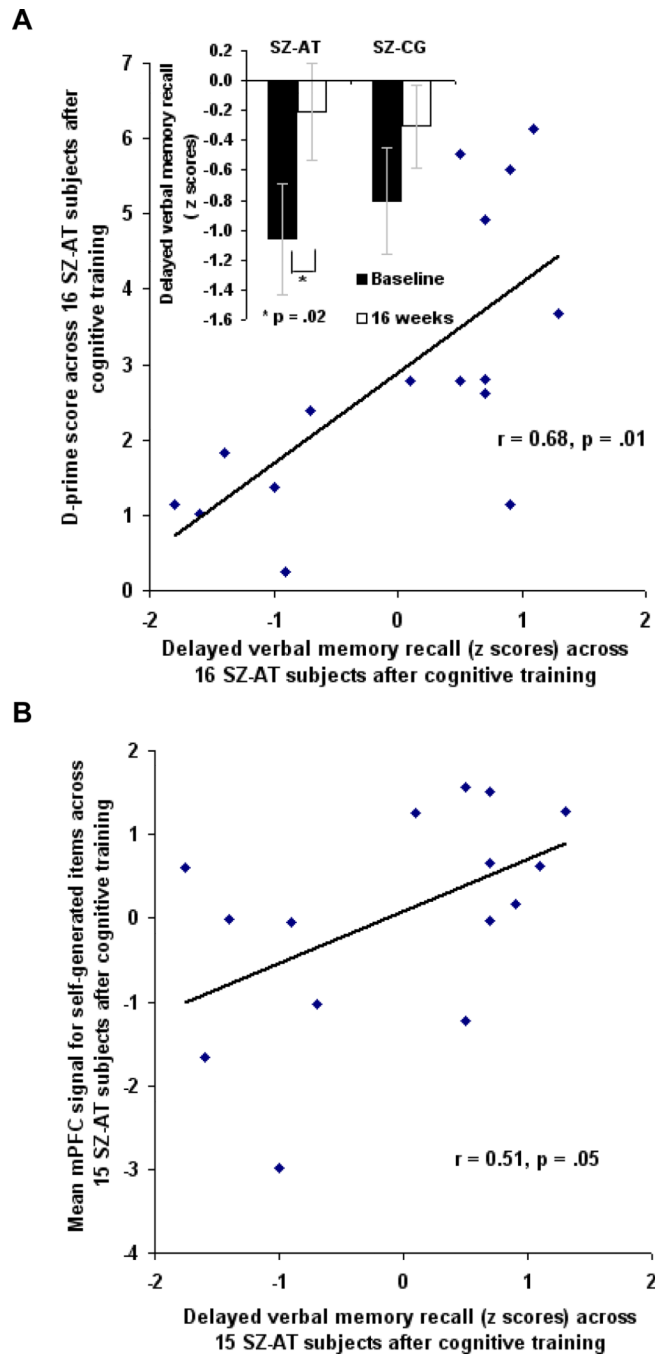 A
SZ-AT
SZ-CG
Delayed verbal memory recall
( z scores)
0.2
0.0
-0.2
-0.4
-0.6
-0.8
-1.0
-1.2
-1.4
-1.6
*
* p = .02
Baseline
16 weeks
D-prime score across 16 SZ-AT subjects after
cognitive training
7
6
5
4
3
2
1
0
r = 0.68, p = .01
-2
-1
0
1
2
Delayed verbal memory recall (z scores) across
16 SZ-AT subjects after cognitive training
B
Mean mPFC signal for self-generated items across
15 SZ-AT subjects after cognitive training
2
1
0
-1
-2
-3
-4
r = 0.51, p = .05
-2
-1
0
1
2
Delayed verbal memory recall (z scores) across
15 SZ-AT subjects after cognitive training